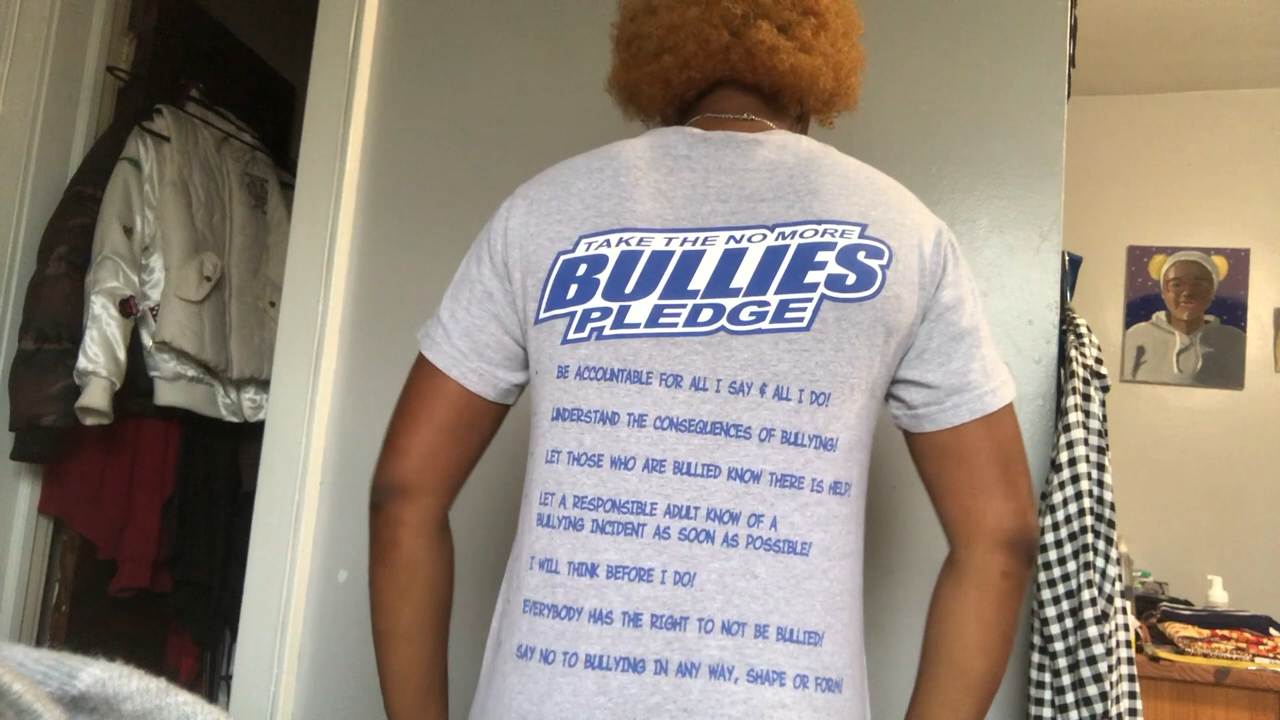 TAKE THE NO MORE
BULLIES
PLEDGE
BE ACCOUNTABLE FOR ALL I SAY & ALL I DO!
UNDERSTAND THE CONSEQUENCES OF BULLYING!
LET THOSE WHO ARE BULLIED KNOW THERE IS HELP!
LET A RESPONSIBLE ADULT KNOW OF A
BULLYING INCIDENT AS SOON AS POSSIBLE!
I WILL THINK BEFORE I DO!
EVERYBODY HAS THE RIGHT TO NOT BE BULLIED!
SAY NO TO BULLYING IN ANY WAY, SHAPE OR FORM!